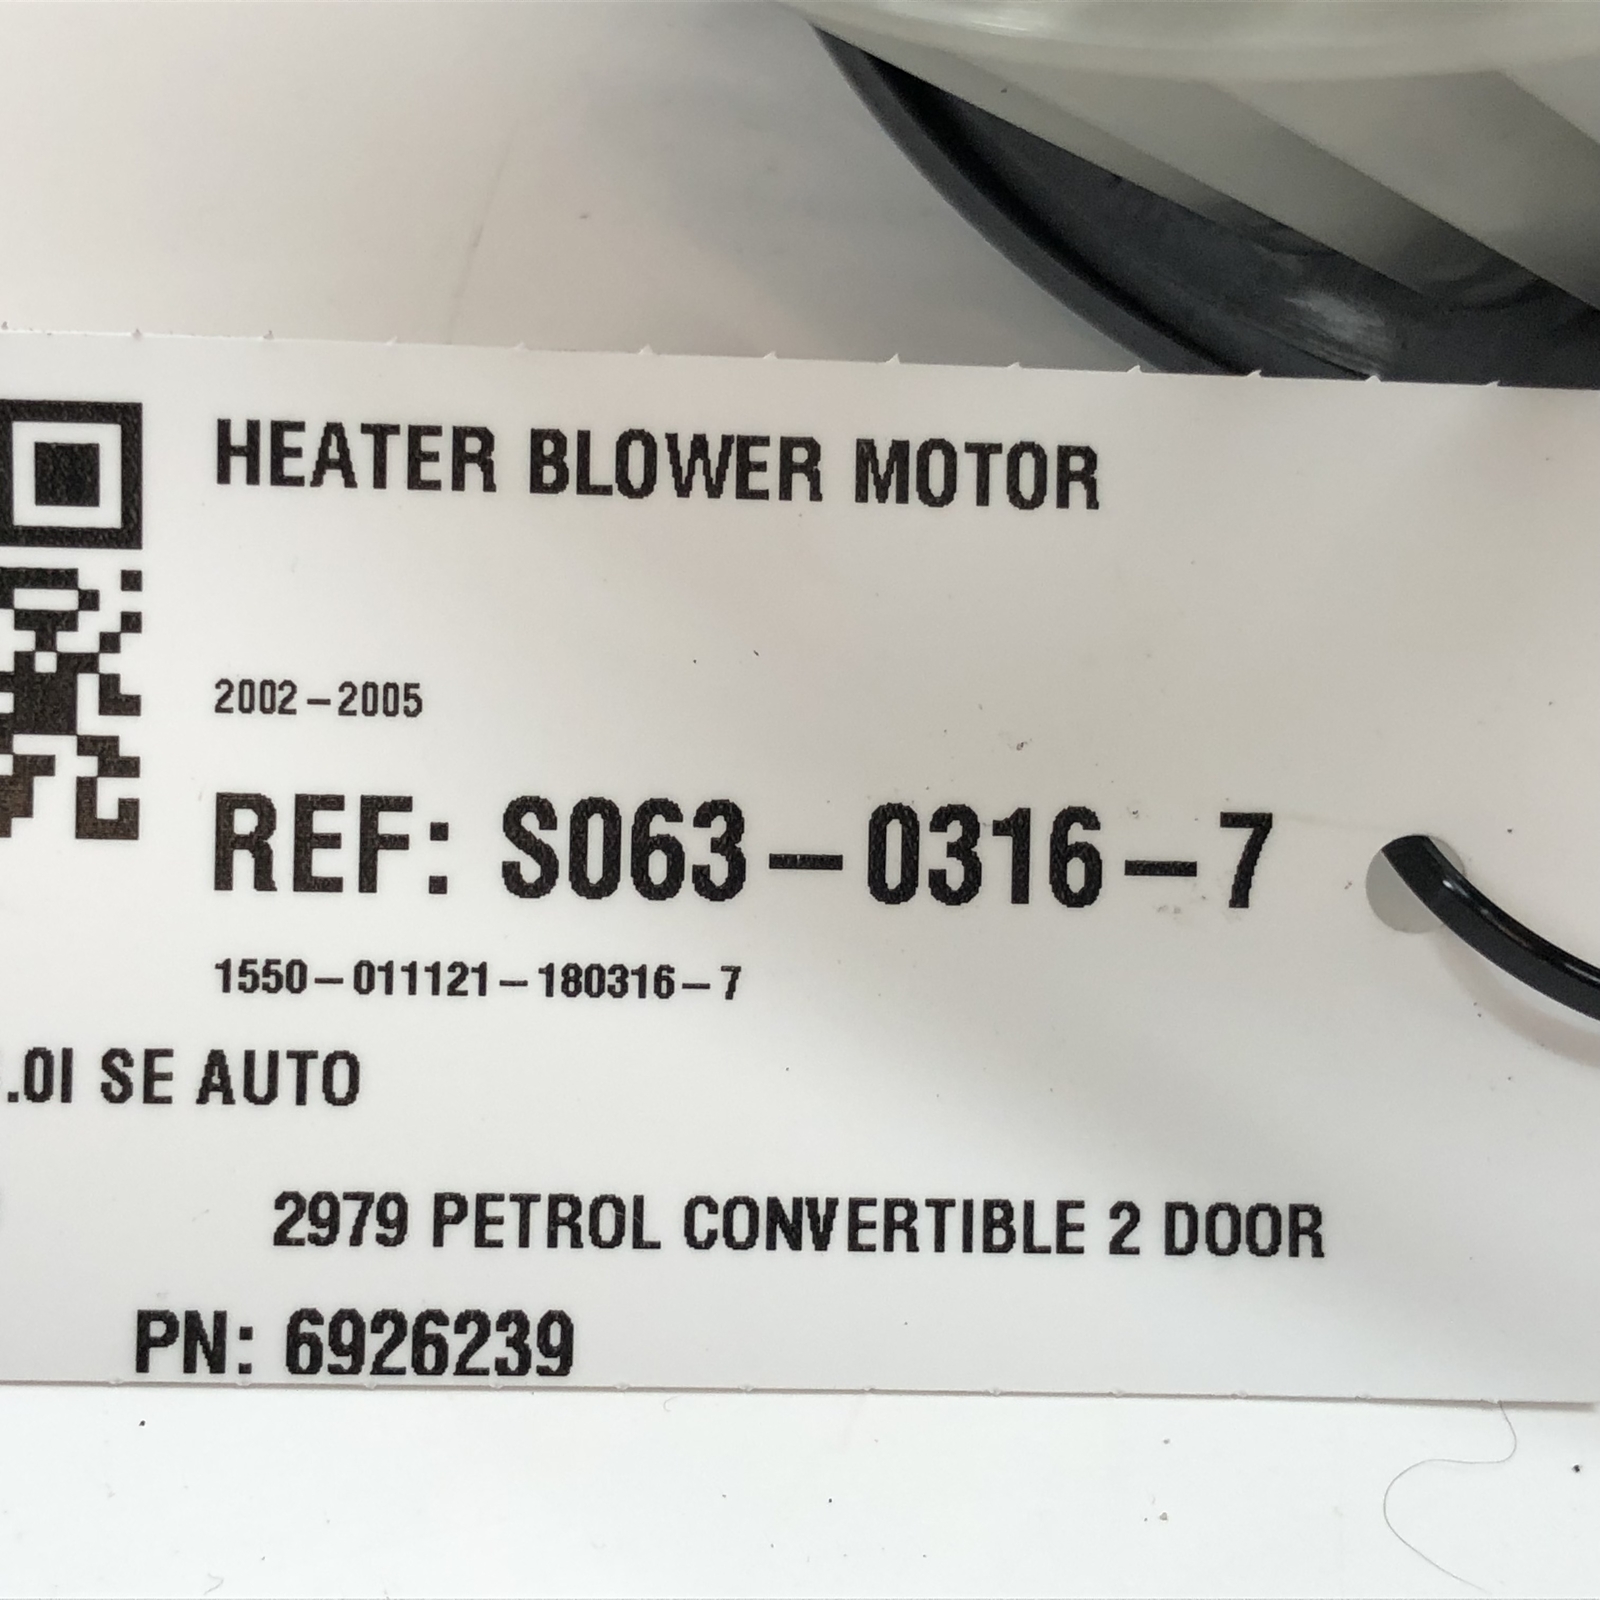 HEATER BLOWER MOTOR
2002-2005
REF: S063-0316-7
1550-011121-180316-7
.0I SE AUTO
2979 PETROL CONVERTIBLE 2 DOOR
PN: 6926239